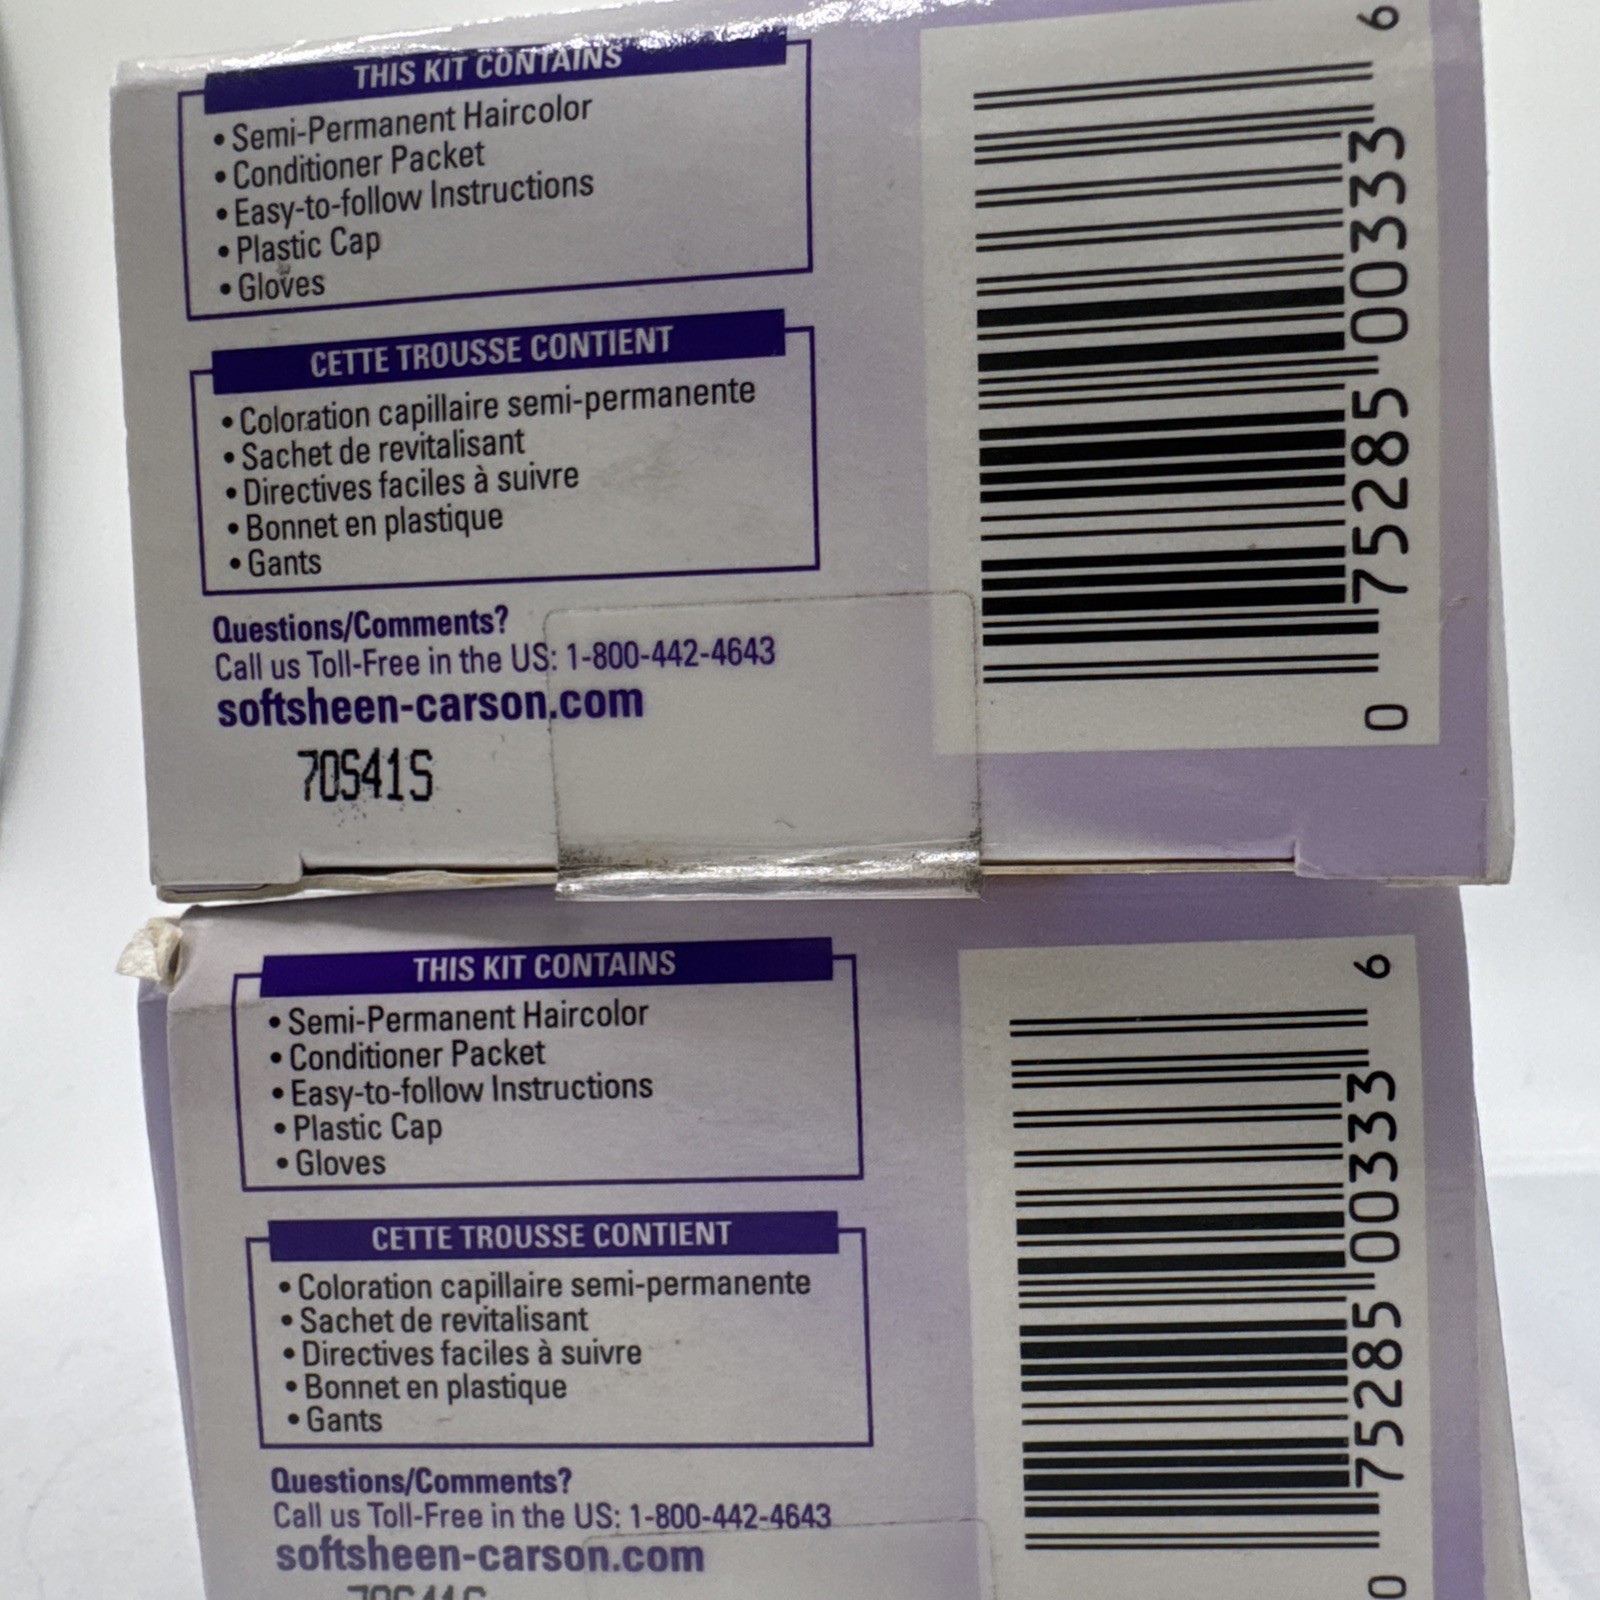 THIS KIT CONTAINS
• Semi-Permanent Haircolor
• Conditioner Packet
• Easy-to-follow Instructions
• Plastic Cap
• Gloves
CETTE TROUSSE CONTIENT
• Coloration capillaire semi-permanente
• Sachet de revitalisant
• Directives faciles à suivre
• Bonnet en plastique
• Gants
Questions/Comments?
Call us Toll-Free in the US: 1-800-442-4643
softsheen-carson.com
70S41S
0 75285 00333 6
THIS KIT CONTAINS
• Semi-Permanent Haircolor
• Conditioner Packet
• Easy-to-follow Instructions
• Plastic Cap
• Gloves
CETTE TROUSSE CONTIENT
• Coloration capillaire semi-permanente
• Sachet de revitalisant
• Directives faciles à suivre
• Bonnet en plastique
• Gants
Questions/Comments?
Call us Toll-Free in the US: 1-800-442-4643
softsheen-carson.com
0 75285 00333 6